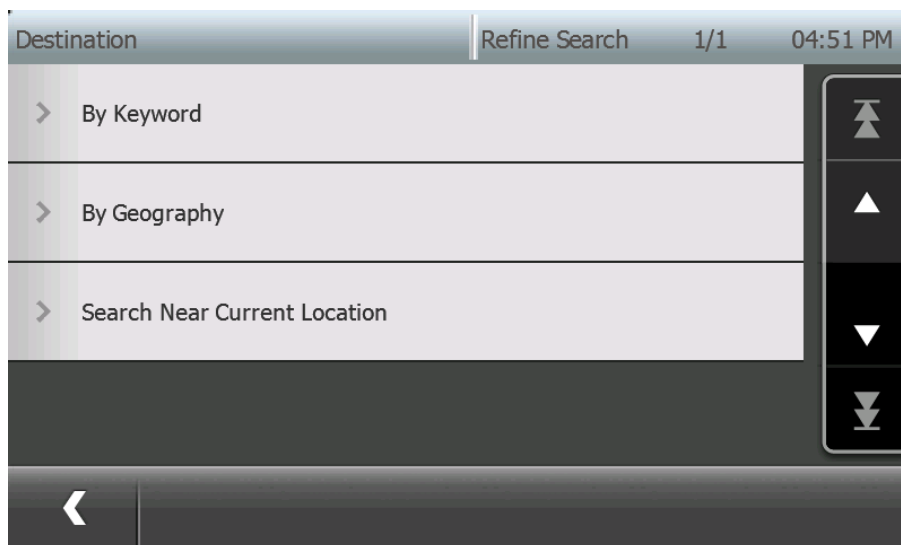 Destination Refine Search 1/1 04:51 PM
By Keyword
By Geography
Search Near Current Location